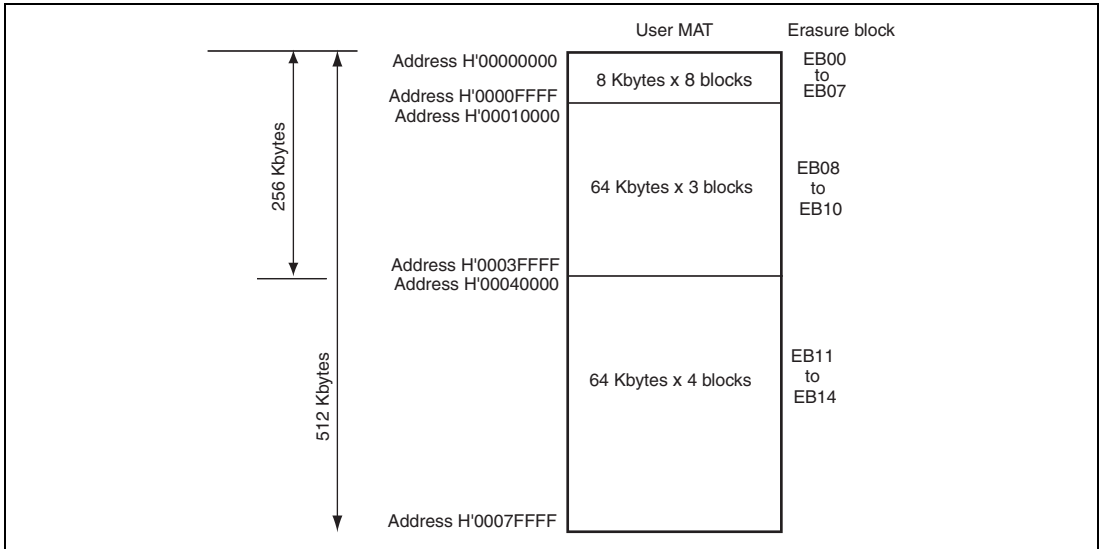 User MAT
Erasure block
Address H'00000000
8 Kbytes x 8 blocks
EB00
to
EB07
Address H'0000FFFF
Address H'00010000
256 Kbytes
64 Kbytes x 3 blocks
EB08
to
EB10
Address H'0003FFFF
Address H'00040000
512 Kbytes
64 Kbytes x 4 blocks
EB11
to
EB14
Address H'0007FFFF